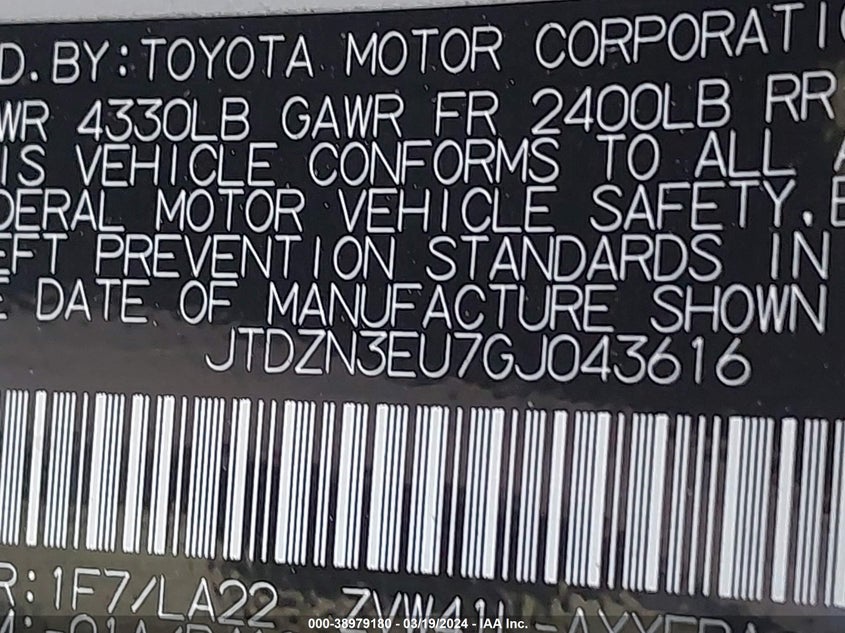 D. BY: TOYOTA MOTOR CORPORATI
WR 4330LB GAWR FR 2400LB RR
IS VEHICLE CONFORMS TO ALL A
DERAL MOTOR VEHICLE SAFETY. B
EFT PREVENTION STANDARDS IN
E DATE OF MANUFACTURE SHOWN
JTDZN3EU7GJ043616
R: 1F7/LA22 ZVW41L
000-38979180 - 03/19/2024 - IAA Inc.